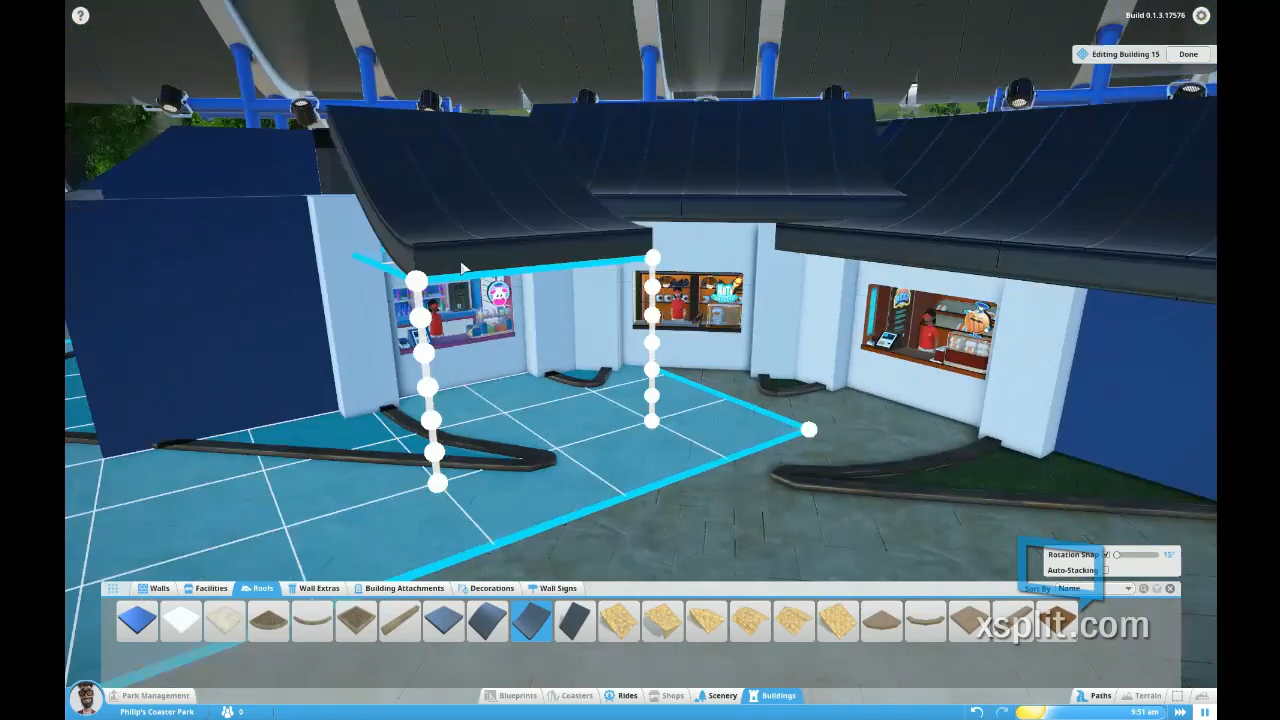 ?
Build 0.1.3.17576
Editing Building 15 Done
Rotation Snap 15°
Auto-Stacking
Walls Facilities Roofs Wall Extras Building Attachments Decorations Wall Signs Sort By Name
xsplit.com
Park Management Blueprints Coasters Rides Shops Scenery Buildings Paths Terrain
Philip's Coaster Park 0 9:51 am